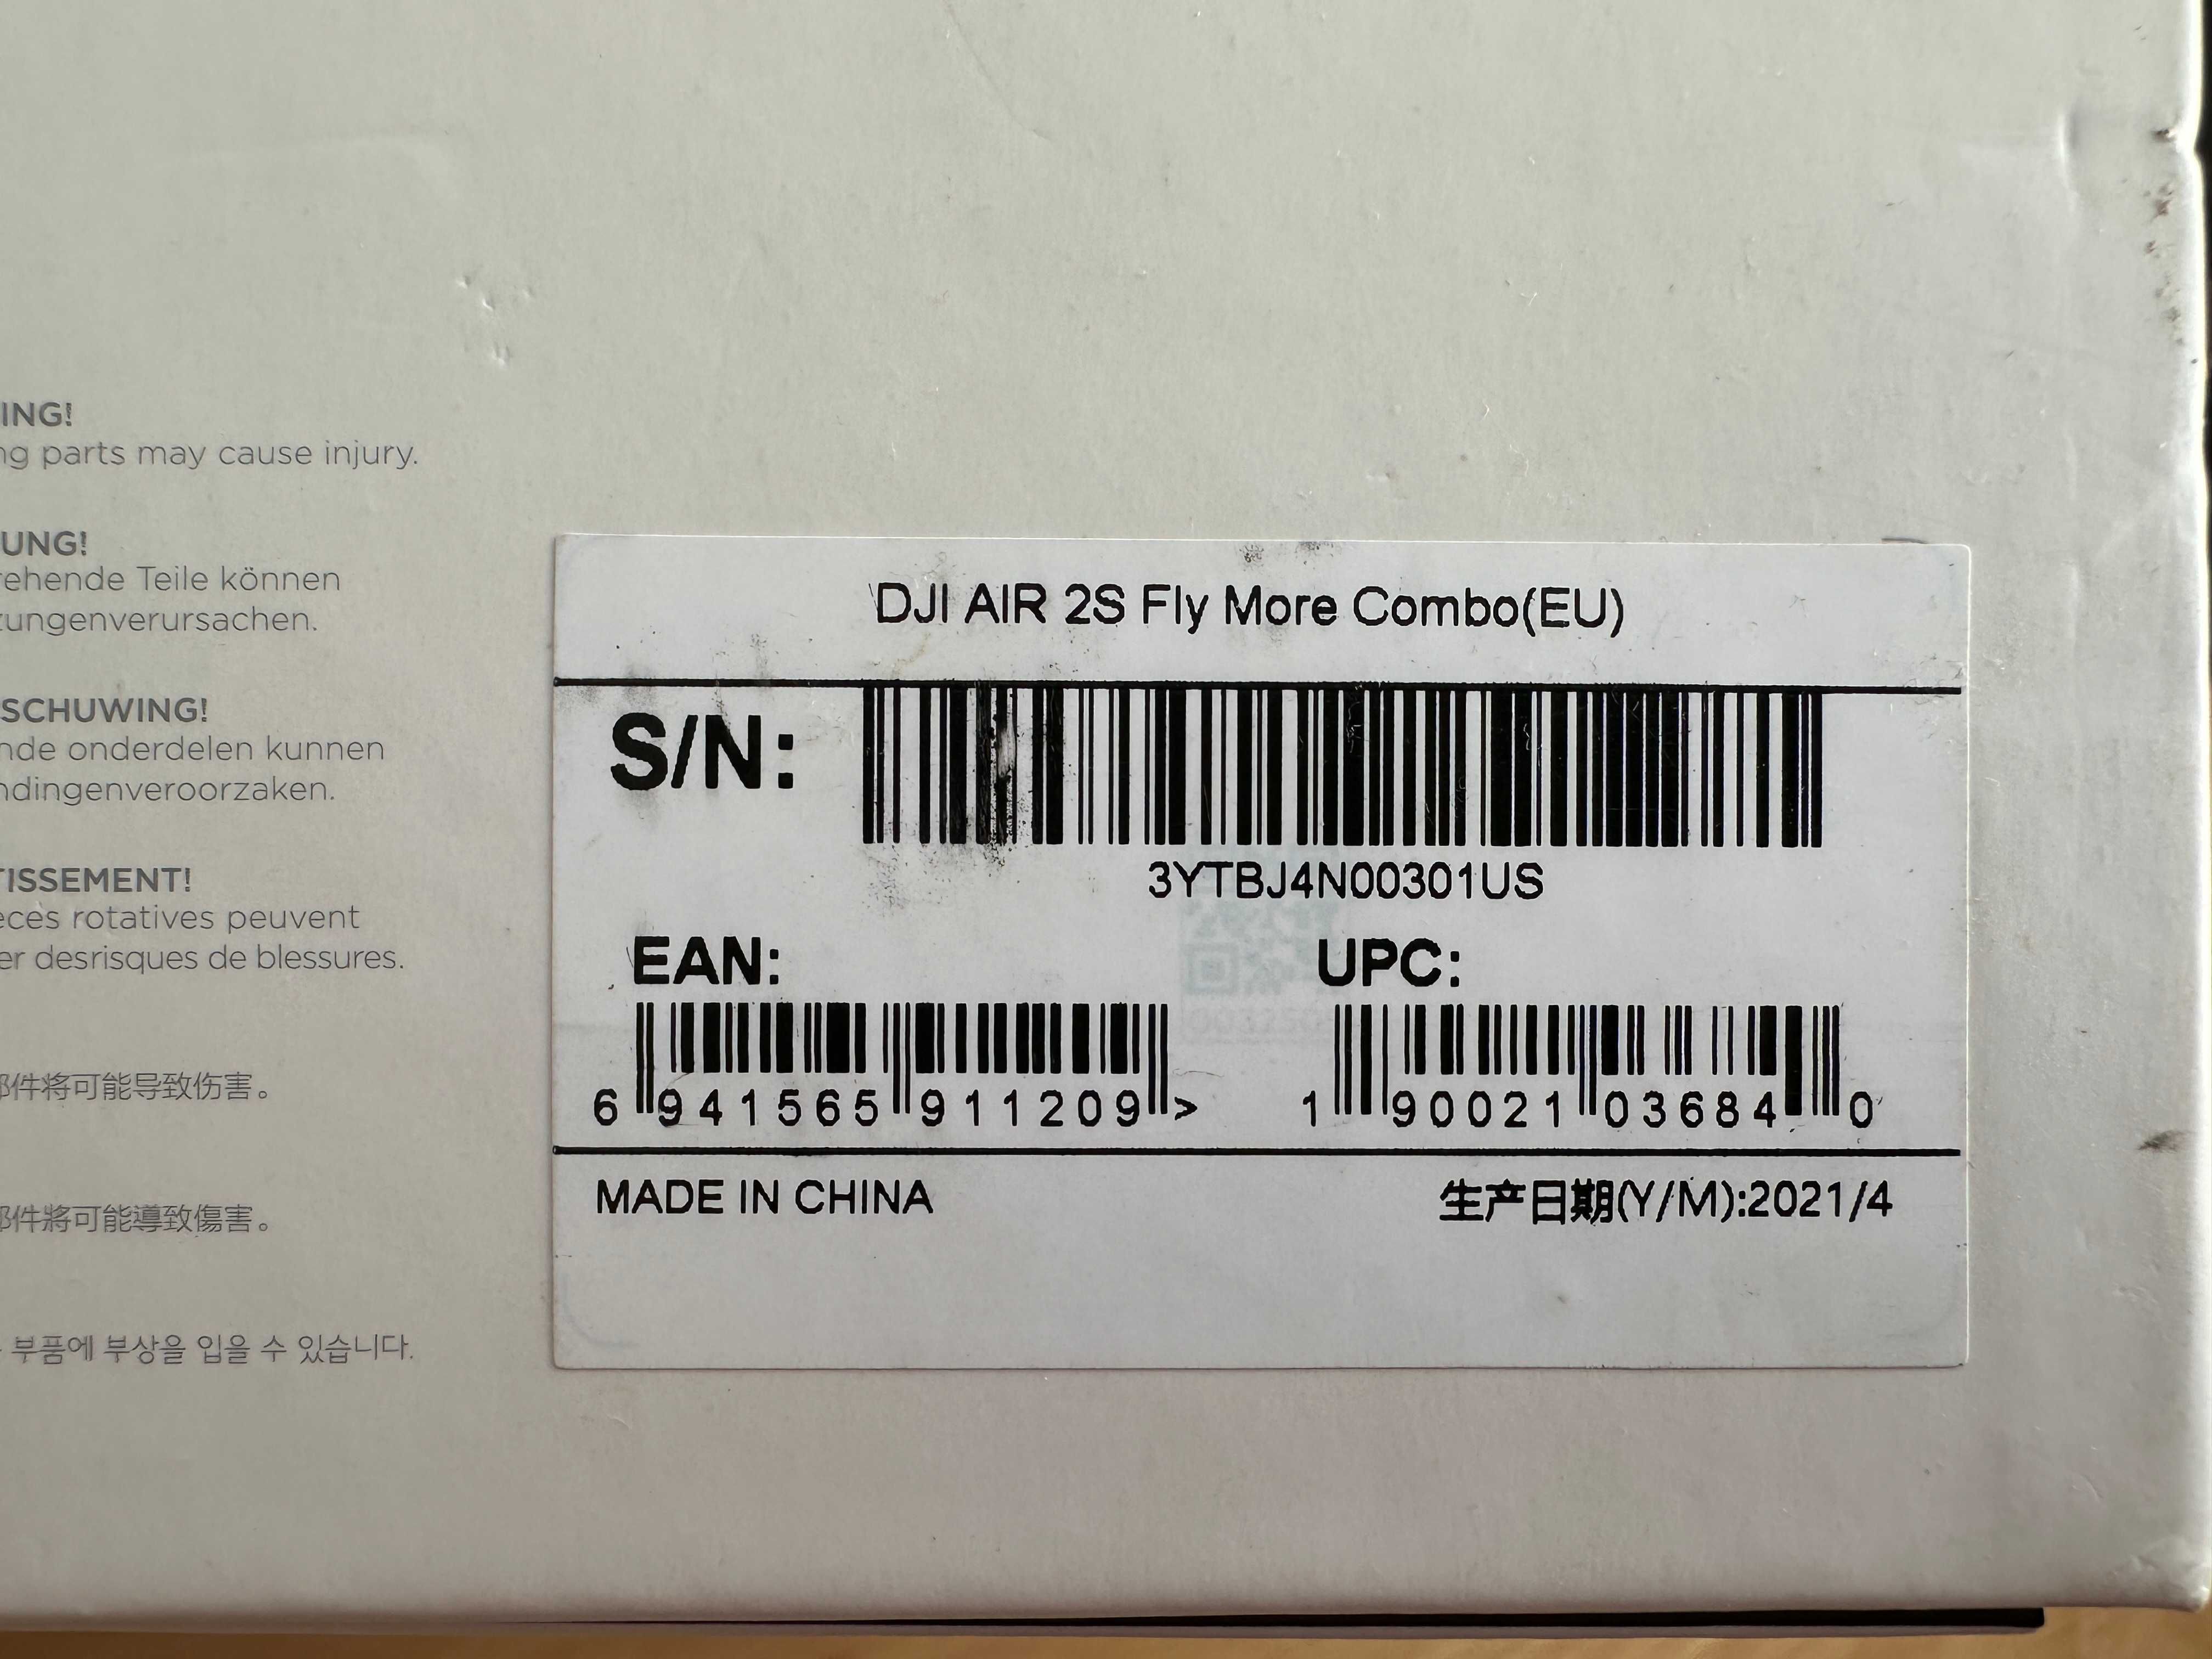 ING!
ng parts may cause injury.
UNG!
rehende Teile können
zungenverursachen.
SCHUWING!
nde onderdelen kunnen
ndingenveroorzaken.
TISSEMENT!
èces rotatives peuvent
er desrisques de blessures.
部件将可能导致伤害。
部件將可能導致傷害。
부품에 부상을 입을 수 있습니다.
DJI AIR 2S Fly More Combo(EU)
S/N:
3YTBJ4N00301US
EAN:
6 941565 911209 >
UPC:
1 90021 03684 0
MADE IN CHINA
生产日期(Y/M):2021/4